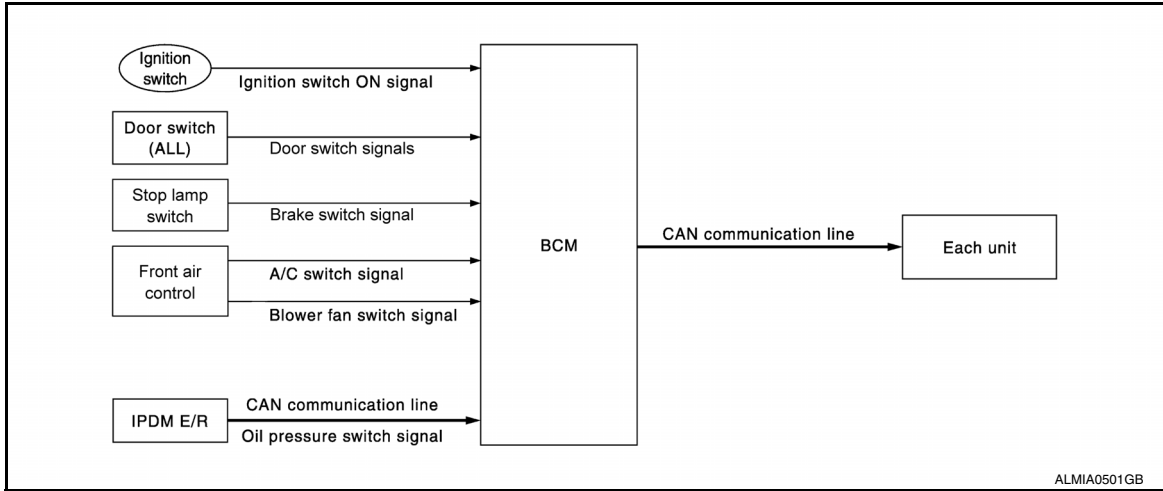 Ignition
switch
Ignition switch ON signal
Door switch
(ALL)
Door switch signals
Stop lamp
switch
Brake switch signal
Front air
control
A/C switch signal
Blower fan switch signal
IPDM E/R
CAN communication line
Oil pressure switch signal
BCM
CAN communication line
Each unit
ALMIA0501GB